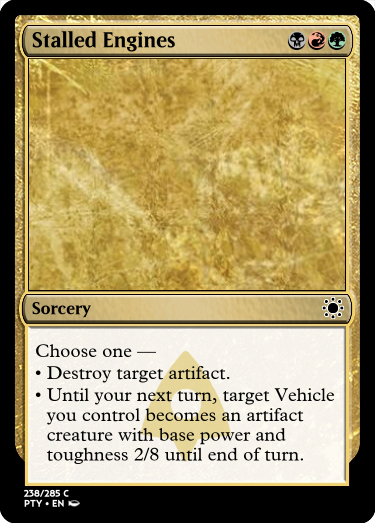 Stalled Engines
Sorcery
Choose one —
• Destroy target artifact.
• Until your next turn, target Vehicle
you control becomes an artifact
creature with base power and
toughness 2/8 until end of turn.
238/285 C
PTY • EN